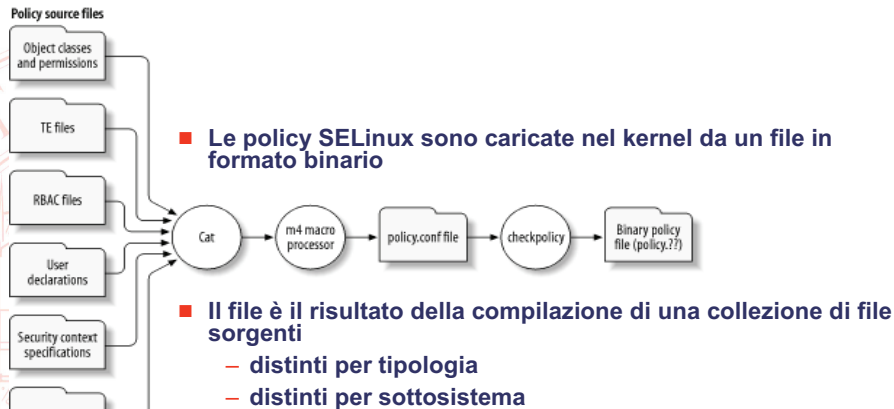 Policy source files
Object classes
and permissions
TE files
RBAC files
User
declarations
Security context
specifications
Cat
m4 macro
processor
policy.conf file
checkpolicy
Binary policy
file (policy.??)
■ Le policy SELinux sono caricate nel kernel da un file in
formato binario
■ Il file è il risultato della compilazione di una collezione di file
sorgenti
– distinti per tipologia
– distinti per sottosistema